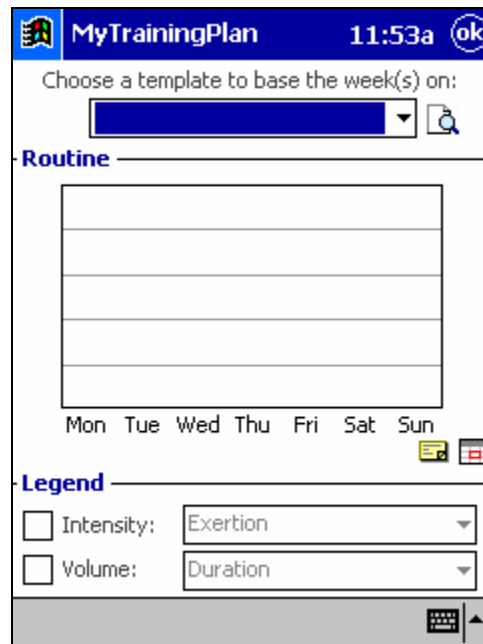 MyTrainingPlan 11:53a ok
Choose a template to base the week(s) on:
Routine
Mon Tue Wed Thu Fri Sat Sun
Legend
Intensity: Exertion
Volume: Duration